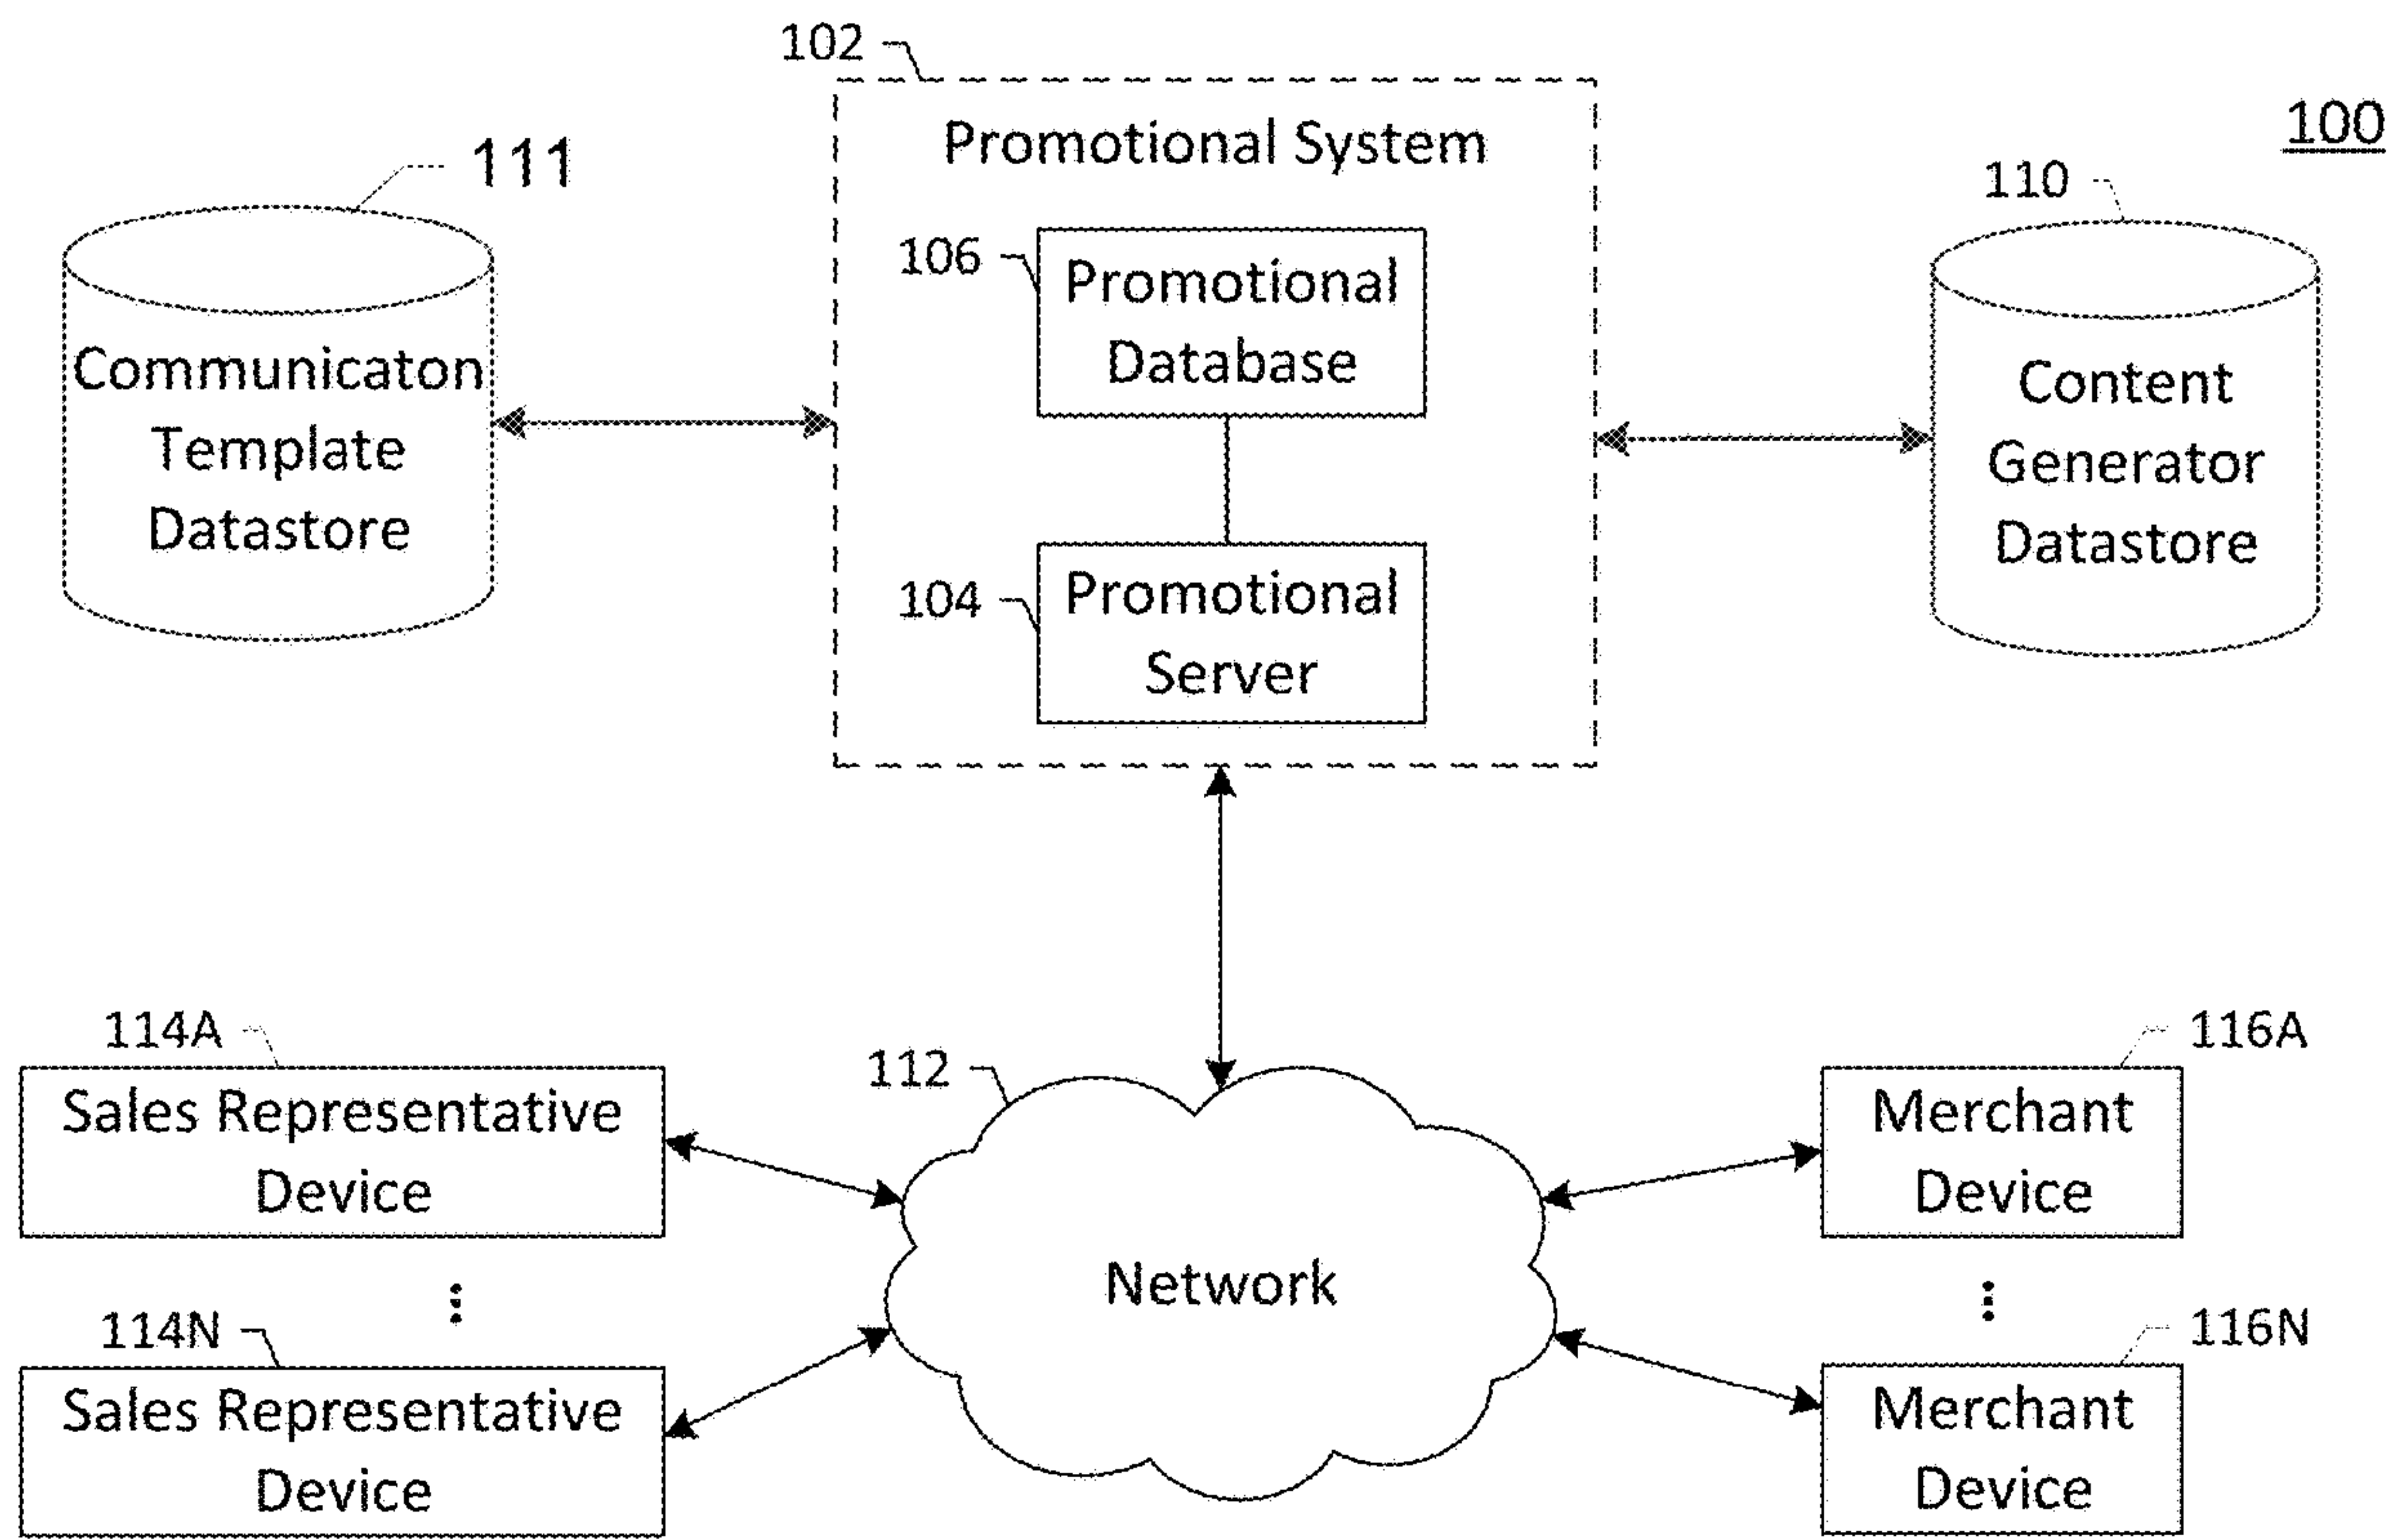 102
Promotional System
100
111
110
106
Promotional
Database
Communicaton
Template
Datastore
Content
Generator
Datastore
104
Promotional
Server
114A
Sales Representative
Device
112
Network
116A
Merchant
Device
114N
Sales Representative
Device
116N
Merchant
Device